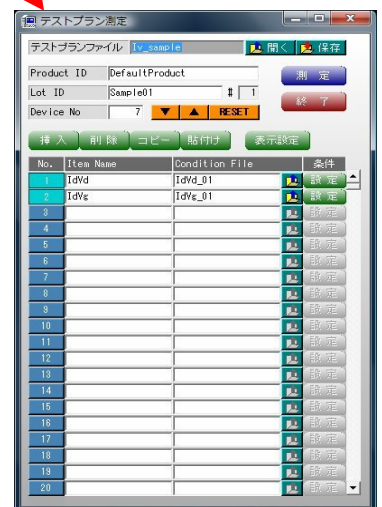 テストプラン測定
テストプランファイル Iv_sample 開く 保存
Product ID DefaultProduct 測 定
Lot ID Sample01 # 1
終 了
Device No 7 ▼ ▲ RESET
挿 入 削 除 コピー 貼付け 表示設定
No. Item Name Condition File 条件
1 IdVd IdVd_01 設 定
2 IdVg IdVg_01 設 定
3 設 定
4 設 定
5 設 定
6 設 定
7 設 定
8 設 定
9 設 定
10 設 定
11 設 定
12 設 定
13 設 定
14 設 定
15 設 定
16 設 定
17 設 定
18 設 定
19 設 定
20 設 定